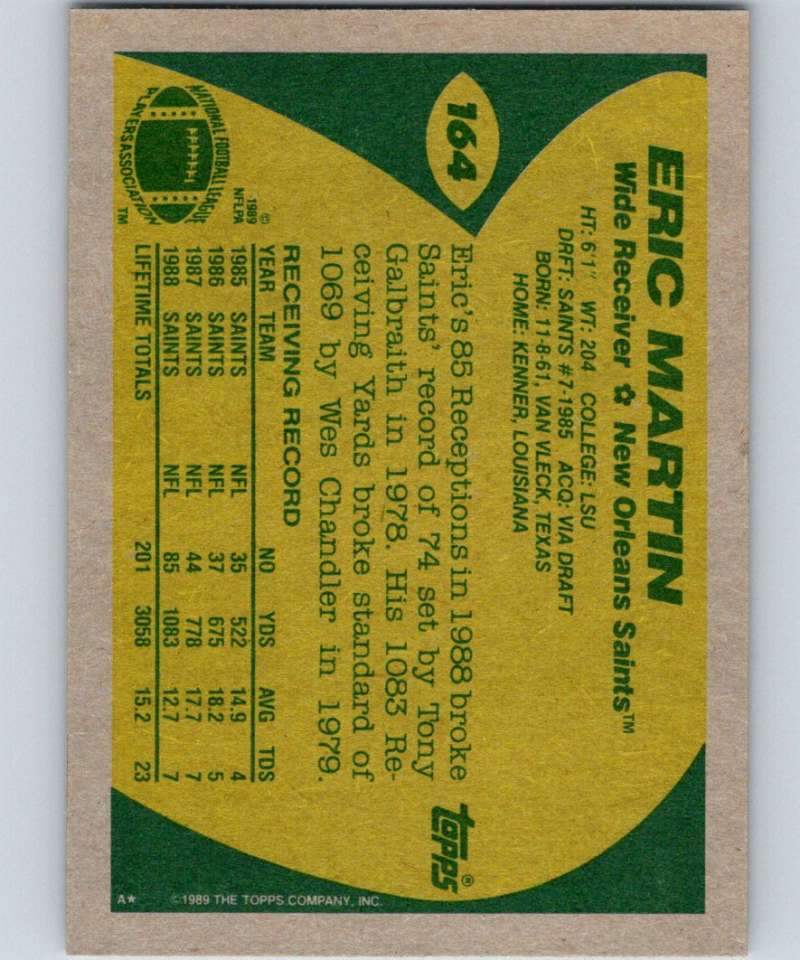 164
ERIC MARTIN
Wide Receiver ✿ New Orleans Saints™
HT: 6'1" WT: 204 COLLEGE: LSU
DRFT: SAINTS #7-1985 ACQ: VIA DRAFT
BORN: 11-8-61, VAN VLECK, TEXAS
HOME: KENNER, LOUISIANA
Eric's 85 Receptions in 1988 broke
Saints' record of 74 set by Tony
Galbraith in 1978. His 1083 Re-
ceiving Yards broke standard of
1069 by Wes Chandler in 1979.
topps®
NATIONAL FOOTBALL LEAGUE
PLAYERS ASSOCIATION
™
©
1989
NFLPA
RECEIVING RECORD
YEAR TEAM NO YDS AVG TDS
1985 SAINTS NFL 35 522 14.9 4
1986 SAINTS NFL 37 675 18.2 5
1987 SAINTS NFL 44 778 17.7 7
1988 SAINTS NFL 85 1083 12.7 7
LIFETIME TOTALS 201 3058 15.2 23
A★ ©1989 THE TOPPS COMPANY, INC.